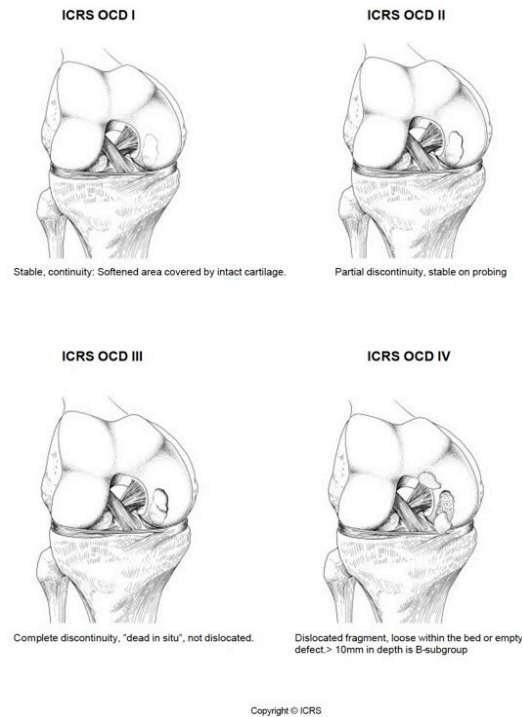 ICRS OCD I
ICRS OCD II
Stable, continuity: Softened area covered by intact cartilage.
Partial discontinuity, stable on probing
ICRS OCD III
ICRS OCD IV
Complete discontinuity, "dead in situ", not dislocated.
Dislocated fragment, loose within the bed or empty
defect.> 10mm in depth is B-subgroup
Copyright © ICRS